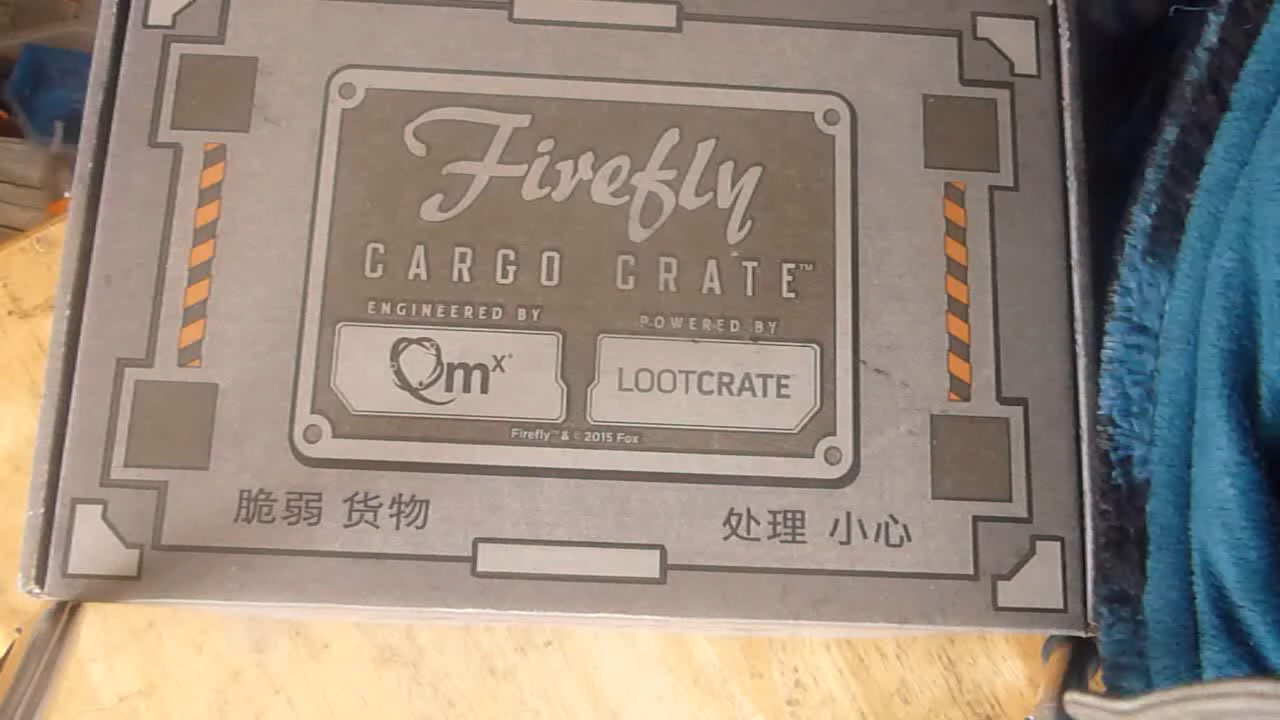 Firefly
CARGO CRATE™
ENGINEERED BY
POWERED BY
Qmx®
LOOTCRATE
Firefly™ & © 2015 Fox
脆弱 货物
处理 小心